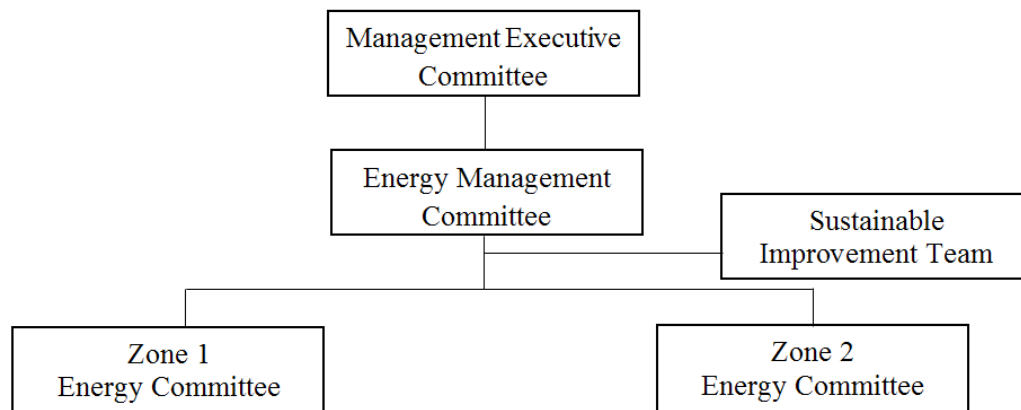 Management Executive
Committee
Energy Management
Committee
Sustainable
Improvement Team
Zone 1
Energy Committee
Zone 2
Energy Committee